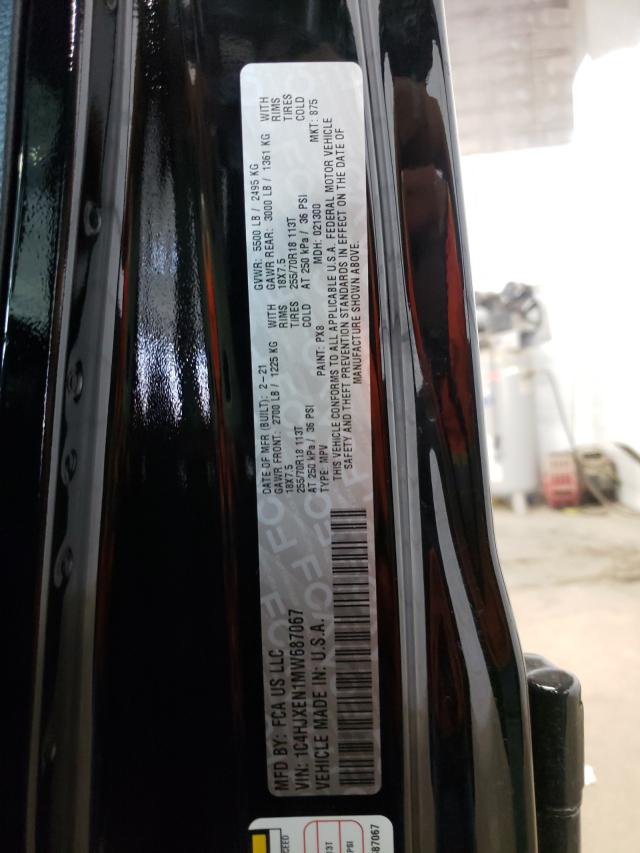 MFD BY: FCA US LLC
DATE OF MFR (BUILT): 2-21
GVWR: 5500 LB / 2495 KG
VIN: 1C4HJXEN1MW687067
GAWR FRONT: 2700 LB / 1225 KG WITH
GAWR REAR: 3000 LB / 1361 KG WITH
18X7.5 RIMS
18X7.5 RIMS
VEHICLE MADE IN: U.S.A.
255/70R18 113T TIRES
255/70R18 113T TIRES
AT 250 kPa / 36 PSI COLD
AT 250 kPa / 36 PSI COLD
TYPE: MPV
PAINT: PX8
MDH: 021300
MKT: 875
THIS VEHICLE CONFORMS TO ALL APPLICABLE U.S.A. FEDERAL MOTOR VEHICLE
SAFETY AND THEFT PREVENTION STANDARDS IN EFFECT ON THE DATE OF
MANUFACTURE SHOWN ABOVE.
PSI